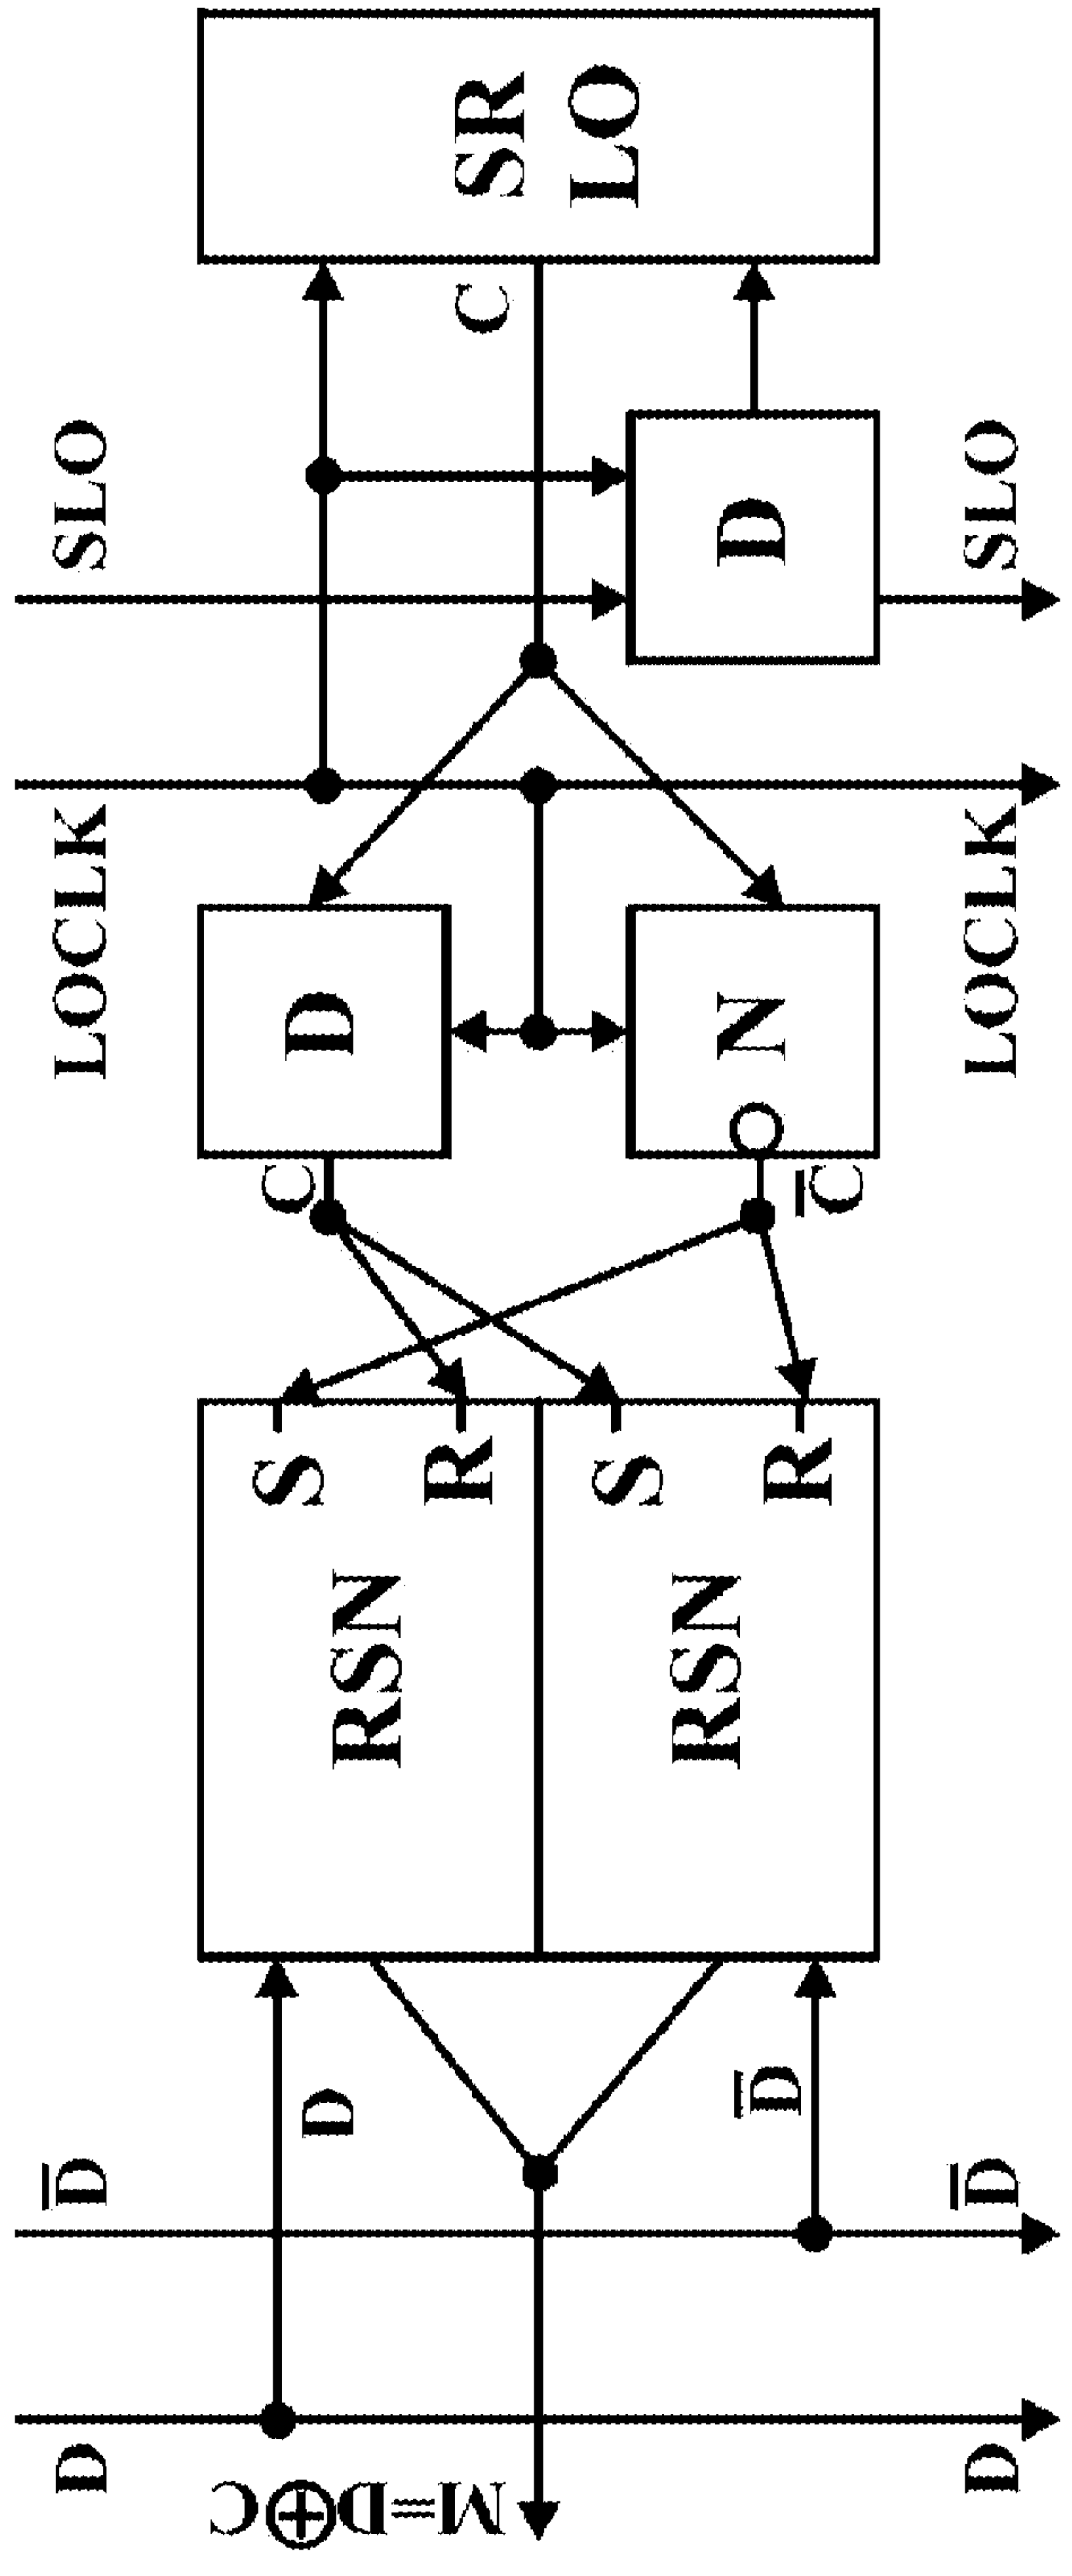 D
D̄
LOCLK
SLO
M=D⊕C
D
RSN
S
R
C
D
C
SR
LO
D̄
RSN
S
R
C̄
N
D
D
D̄
LOCLK
SLO